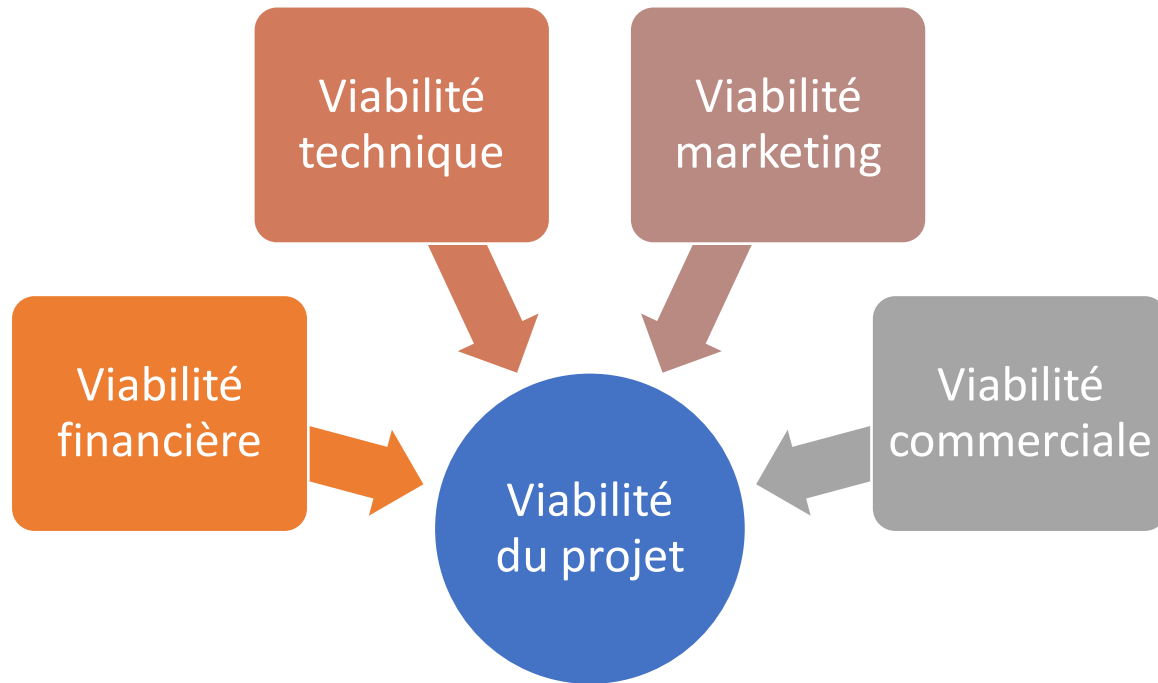 Viabilité
technique
Viabilité
marketing
Viabilité
financière
Viabilité
commerciale
Viabilité
du projet